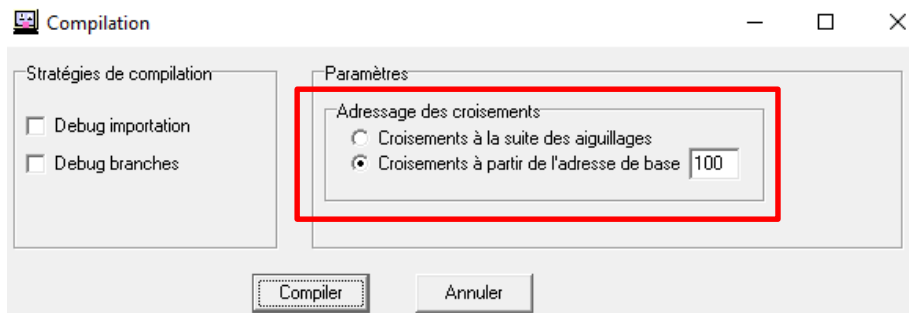 Compilation
Stratégies de compilation
Debug importation
Debug branches
Paramètres
Adressage des croisements
Croisements à la suite des aiguillages
Croisements à partir de l'adresse de base 100
Compiler
Annuler